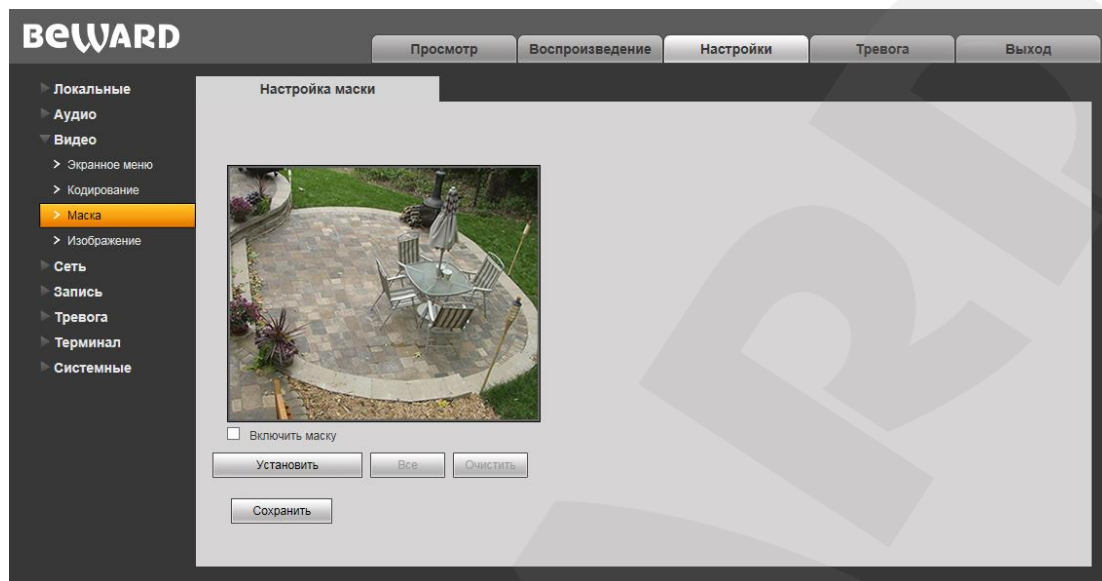 BEWARD
Просмотр Воспроизведение Настройки Тревога Выход
Локальные
Аудио
Видео
> Экранное меню
> Кодирование
> Маска
> Изображение
Сеть
Запись
Тревога
Терминал
Системные
Настройка маски
Включить маску
Установить Все Очистить
Сохранить